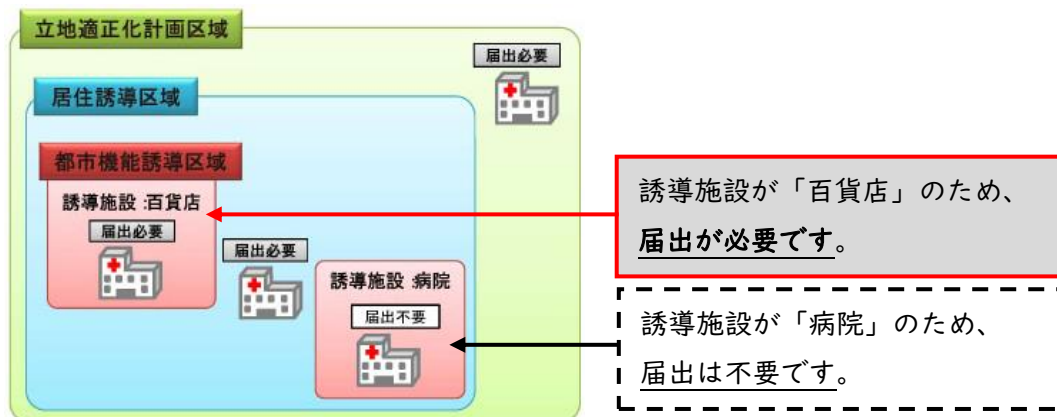 立地適正化計画区域
届出必要
居住誘導区域
都市機能誘導区域
誘導施設:百貨店
届出必要
届出必要
誘導施設:病院
届出不要
誘導施設が「百貨店」のため、
届出が必要です。
誘導施設が「病院」のため、
届出は不要です。